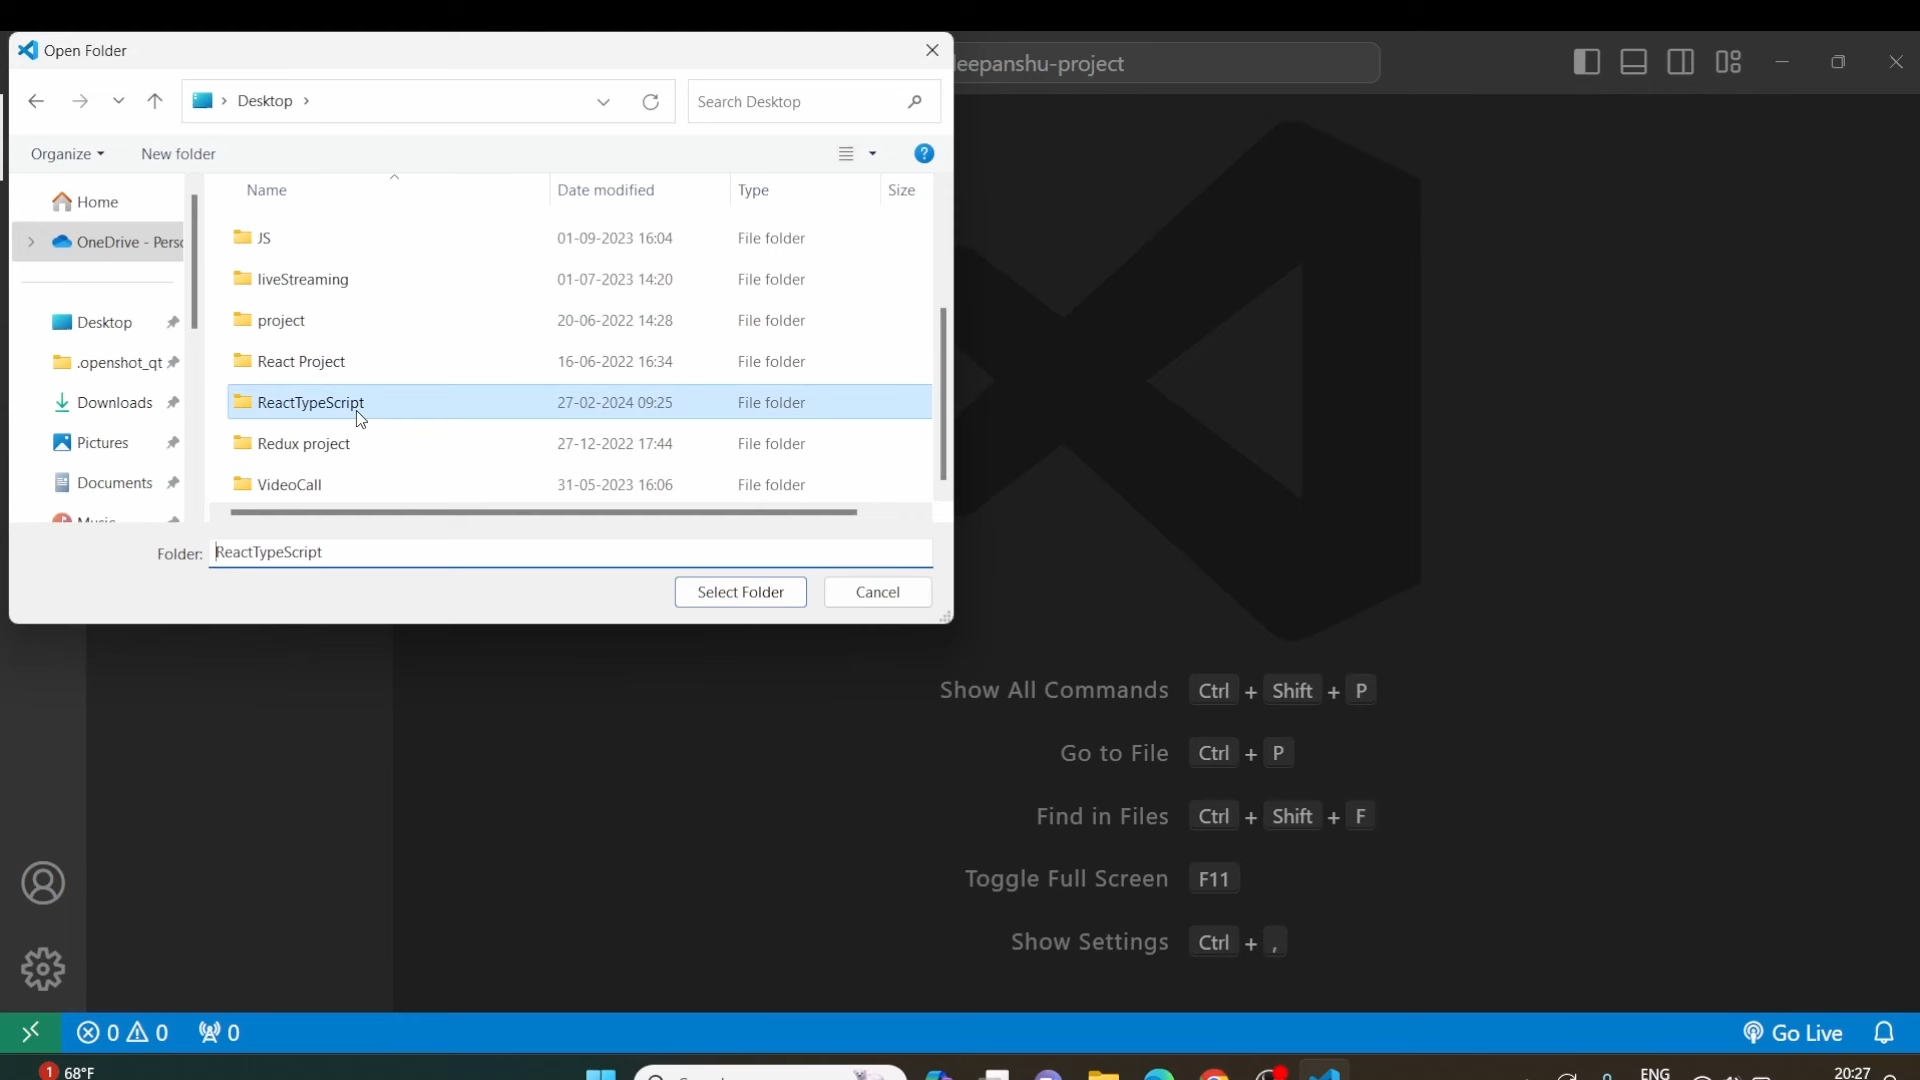 Open Folder
eepanshu-project
Desktop
Search Desktop
Organize
New folder
Name
Date modified
Type
Size
Home
OneDrive - Pers
Desktop
.openshot_qt
Downloads
Pictures
Documents
Music
JS 01-09-2023 16:04 File folder
liveStreaming 01-07-2023 14:20 File folder
project 20-06-2022 14:28 File folder
React Project 16-06-2022 16:34 File folder
ReactTypeScript 27-02-2024 09:25 File folder
Redux project 27-12-2022 17:44 File folder
VideoCall 31-05-2023 16:06 File folder
Folder: ReactTypeScript
Select Folder
Cancel
Show All Commands Ctrl + Shift + P
Go to File Ctrl + P
Find in Files Ctrl + Shift + F
Toggle Full Screen F11
Show Settings Ctrl + ,
0 0 0
Go Live
1 68°F
ENG
20:27